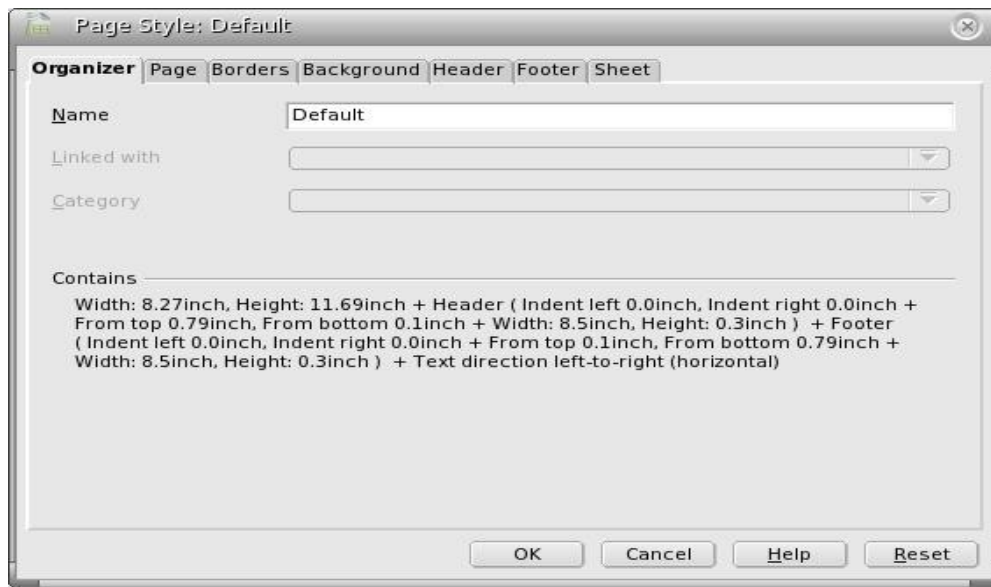 Page Style: Default
Organizer Page Borders Background Header Footer Sheet
Name Default
Linked with
Category
Contains
Width: 8.27inch, Height: 11.69inch + Header ( Indent left 0.0inch, Indent right 0.0inch +
From top 0.79inch, From bottom 0.1inch + Width: 8.5inch, Height: 0.3inch ) + Footer
( Indent left 0.0inch, Indent right 0.0inch + From top 0.1inch, From bottom 0.79inch +
Width: 8.5inch, Height: 0.3inch ) + Text direction left-to-right (horizontal)
OK Cancel Help Reset